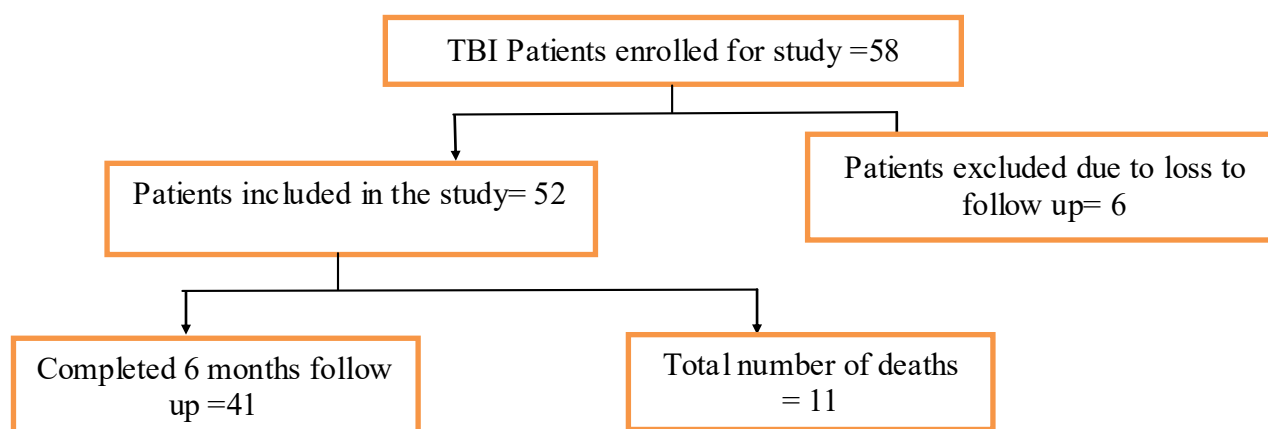 TBI Patients enrolled for study =58
Patients excluded due to loss to
follow up= 6
Patients included in the study= 52
Completed 6 months follow
up =41
Total number of deaths
= 11